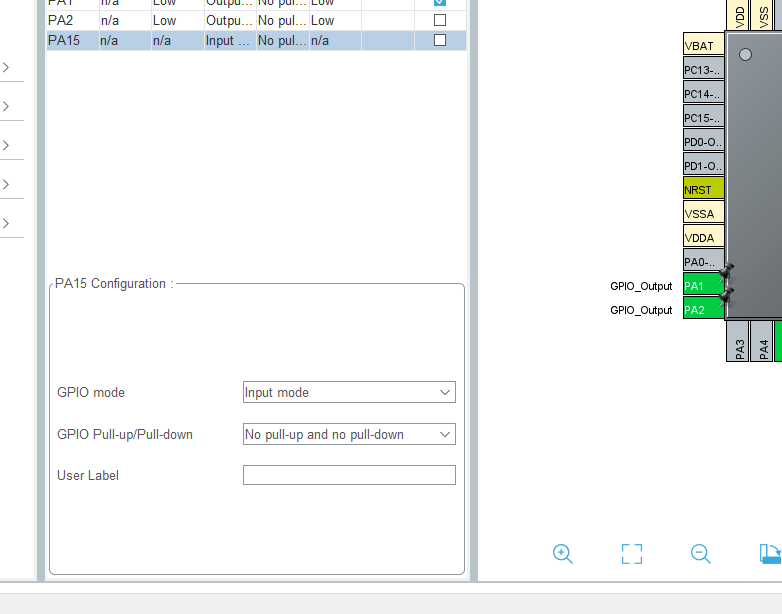 PA1 n/a Low Outpu... No pul... Low
PA2 n/a Low Outpu... No pul... Low
PA15 n/a n/a Input ... No pul... n/a
PA15 Configuration :
GPIO mode Input mode
GPIO Pull-up/Pull-down No pull-up and no pull-down
User Label
VDD
VSS
VBAT
PC13-..
PC14-..
PC15-..
PD0-O..
PD1-O..
NRST
VSSA
VDDA
PA0-..
GPIO_Output PA1
GPIO_Output PA2
PA3
PA4